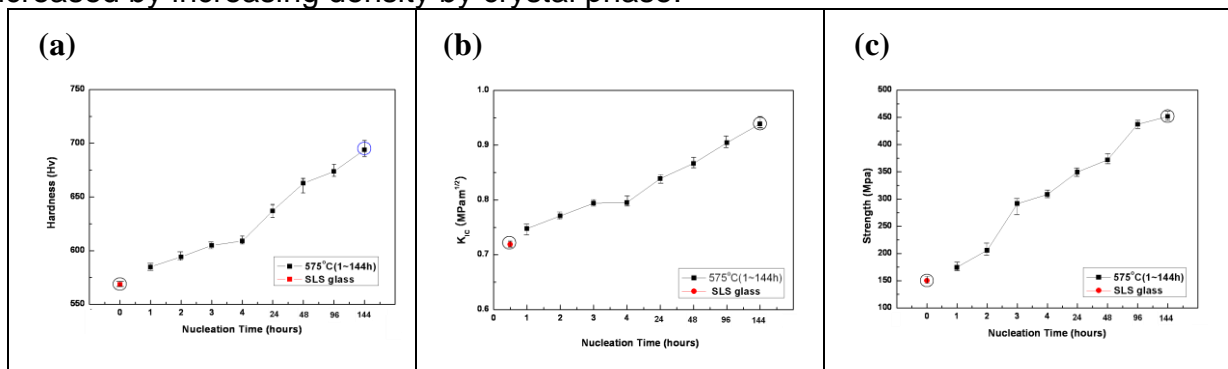 ncreased by increasing density by crystal phase.
(a)
750
700
650
600
550
Hardness (Hv)
0 1 2 3 4 24 48 96 144
Nucleation Time (hours)
575°C(1~144h)
SLS glass
(b)
1.0
0.9
0.8
0.7
0.6
K_IC (MPam^1/2)
0 1 2 3 4 24 48 96 144
Nucleation Time (hours)
575°C(1~144h)
SLS glass
(c)
500
450
400
350
300
250
200
150
100
Strength (Mpa)
0 1 2 3 4 24 48 96 144
Nucleation Time (hours)
575°C(1~144h)
SLS glass